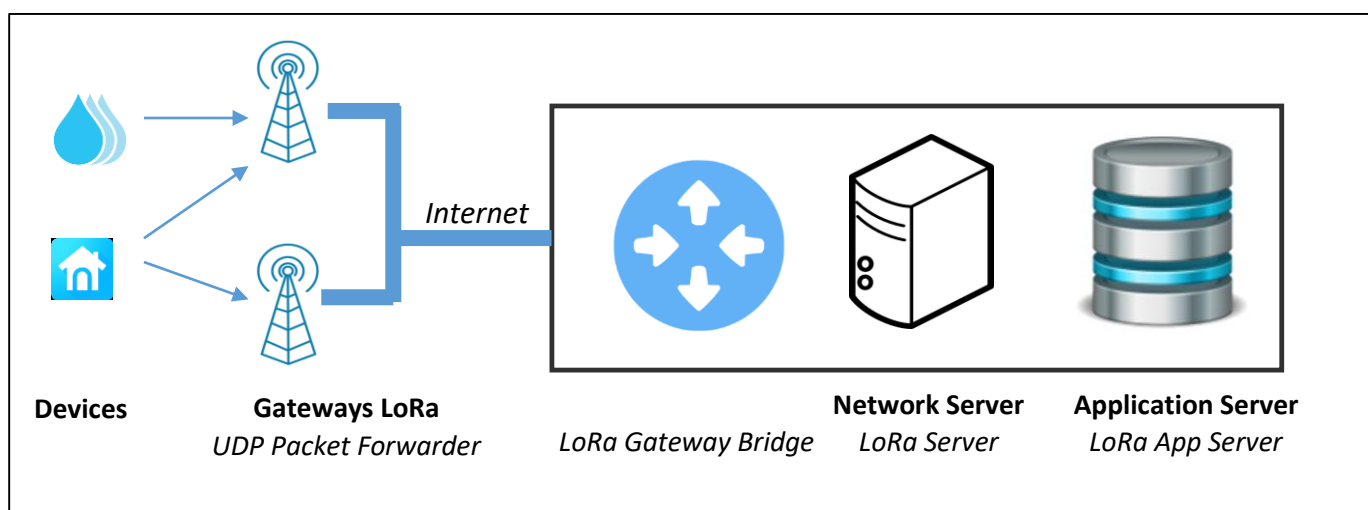 Internet
Devices
Gateways LoRa
UDP Packet Forwarder
LoRa Gateway Bridge
Network Server
LoRa Server
Application Server
LoRa App Server